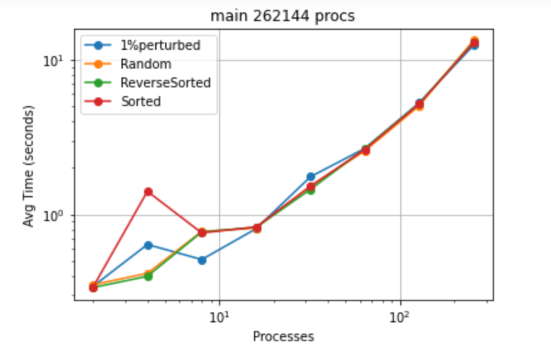 main 262144 procs
1%perturbed
Random
ReverseSorted
Sorted
Avg Time (seconds)
10¹
10⁰
10¹
10²
Processes